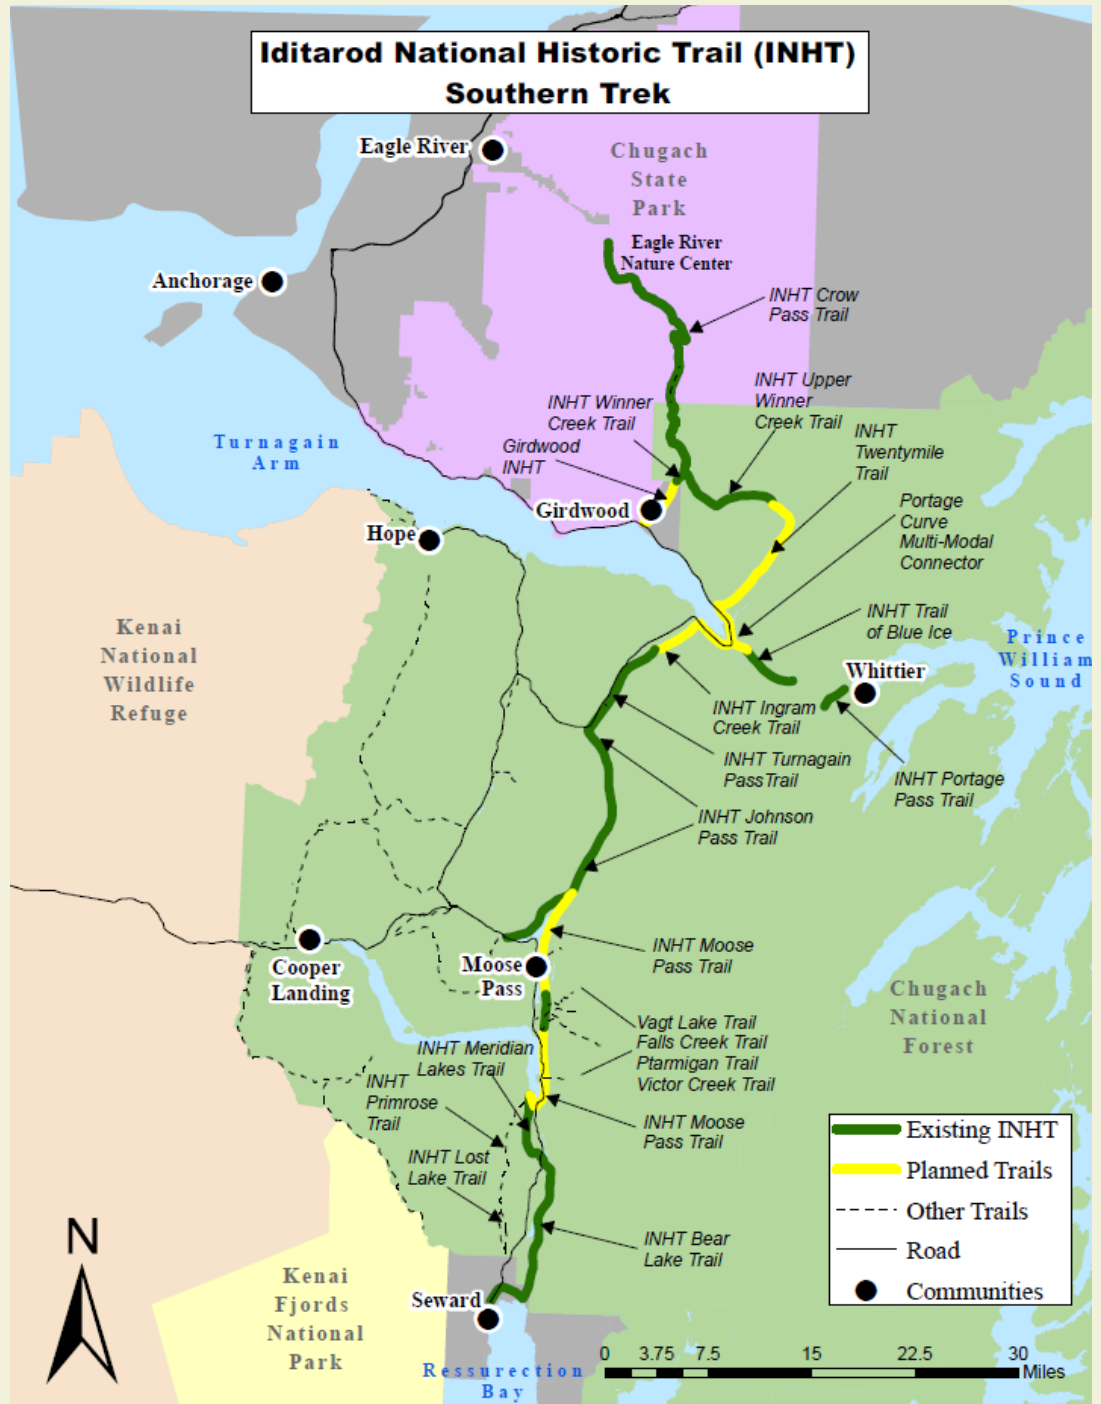 Iditarod National Historic Trail (INHT)
Southern Trek
Eagle River
Chugach
State
Park
Eagle River
Nature Center
Anchorage
INHT Crow
Pass Trail
INHT Upper
Winner
Creek Trail
INHT Winner
Creek Trail
Turnagain
Arm
Girdwood
INHT
INHT
Twentymile
Trail
Girdwood
Portage
Curve
Multi-Modal
Connector
Hope
INHT Trail
of Blue Ice
Kenai
National
Wildlife
Refuge
Prince
William
Sound
Whittier
INHT Ingram
Creek Trail
INHT Turnagain
PassTrail
INHT Portage
Pass Trail
INHT Johnson
Pass Trail
INHT Moose
Pass Trail
Moose
Pass
Cooper
Landing
Chugach
National
Forest
Vagt Lake Trail
Falls Creek Trail
Ptarmigan Trail
Victor Creek Trail
INHT Meridian
Lakes Trail
INHT
Primrose
Trail
INHT Moose
Pass Trail
INHT Lost
Lake Trail
INHT Bear
Lake Trail
Existing INHT
Planned Trails
Other Trails
Road
Communities
N
Kenai
Fjords
National
Park
Seward
Ressurection
Bay
0 3.75 7.5 15 22.5 30
Miles